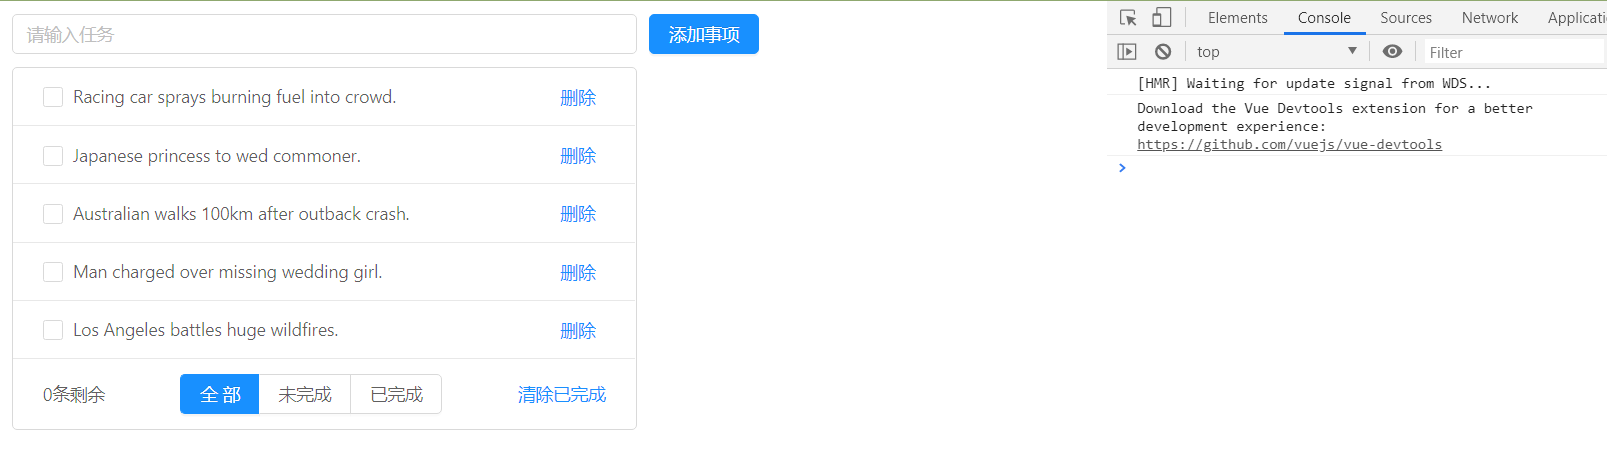 请输入任务
添加事项
Racing car sprays burning fuel into crowd.
删除
Japanese princess to wed commoner.
删除
Australian walks 100km after outback crash.
删除
Man charged over missing wedding girl.
删除
Los Angeles battles huge wildfires.
删除
0条剩余
全 部
未完成
已完成
清除已完成
Elements
Console
Sources
Network
Applicati
top
Filter
[HMR] Waiting for update signal from WDS...
Download the Vue Devtools extension for a better
development experience:
https://github.com/vuejs/vue-devtools